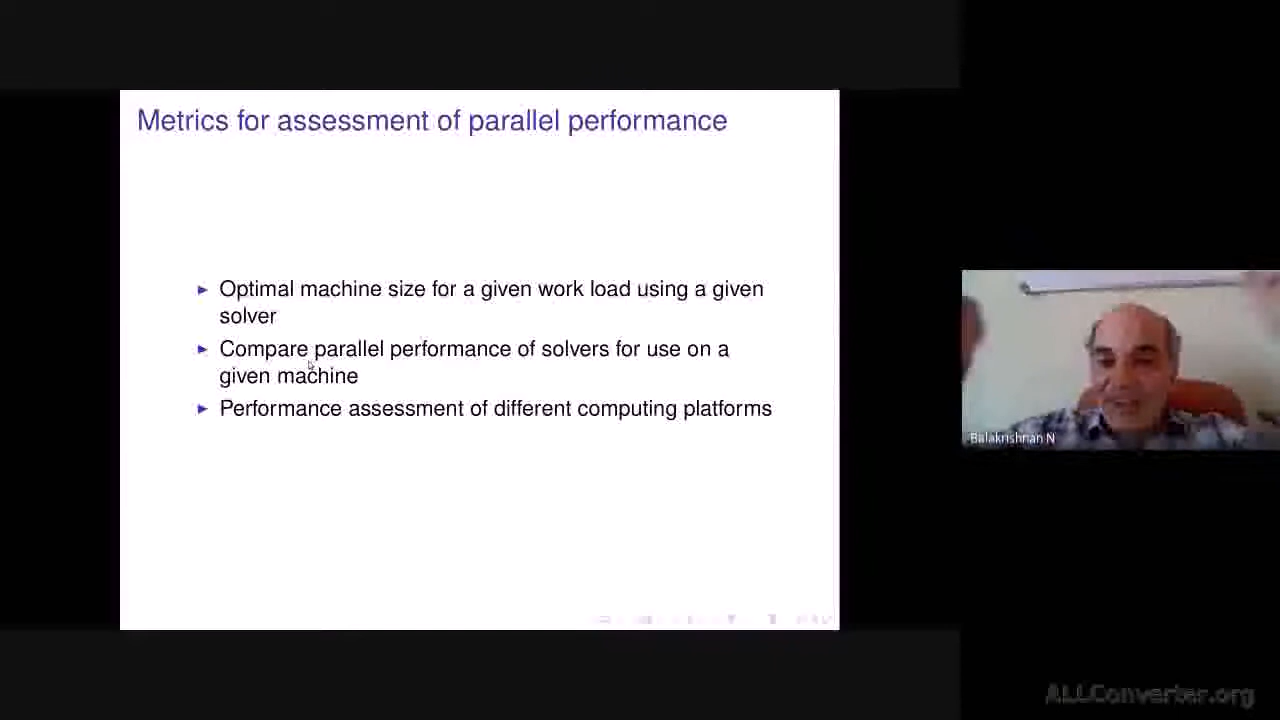 Metrics for assessment of parallel performance
► Optimal machine size for a given work load using a given
solver
► Compare parallel performance of solvers for use on a
given machine
► Performance assessment of different computing platforms
Balakrishnan N
ALLConverter.org